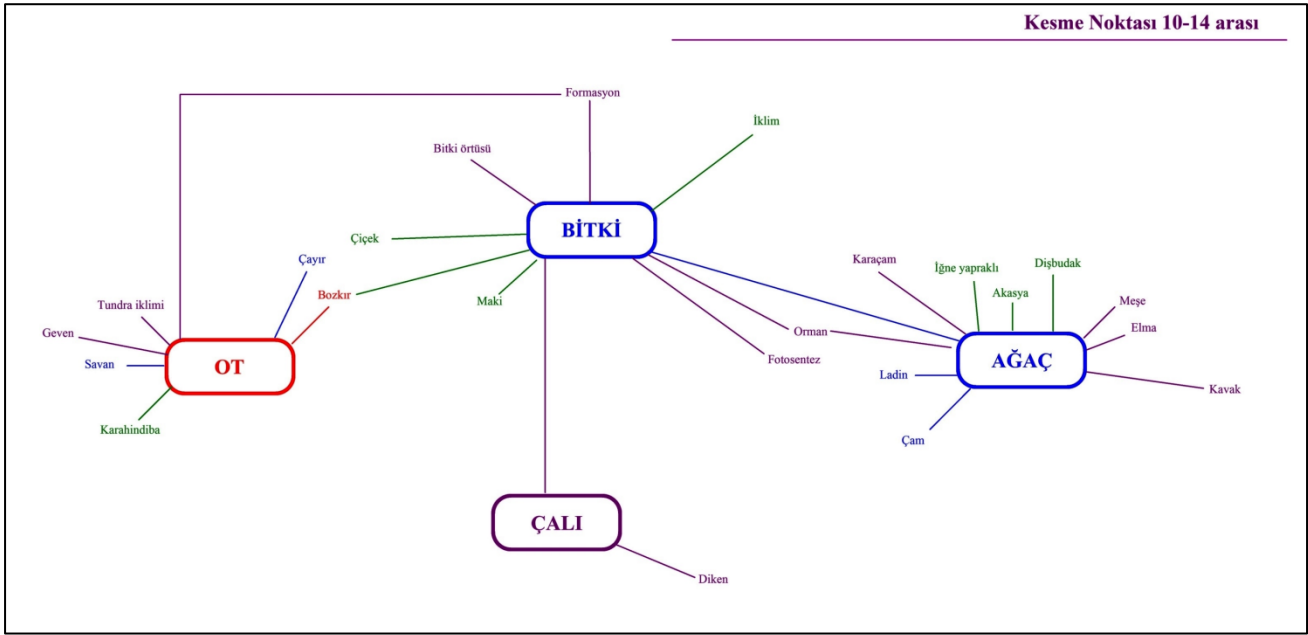 Kesme Noktası 10-14 arası
Formasyon
İklim
Bitki örtüsü
BİTKİ
Çiçek
Çayır
Karaçam
İğne yapraklı
Dişbudak
Akasya
Bozkır
Maki
Tundra iklimi
Meşe
Geven
Orman
Elma
Savan
OT
Fotosentez
Ladin
AĞAÇ
Kavak
Karahindiba
Çam
ÇALI
Diken